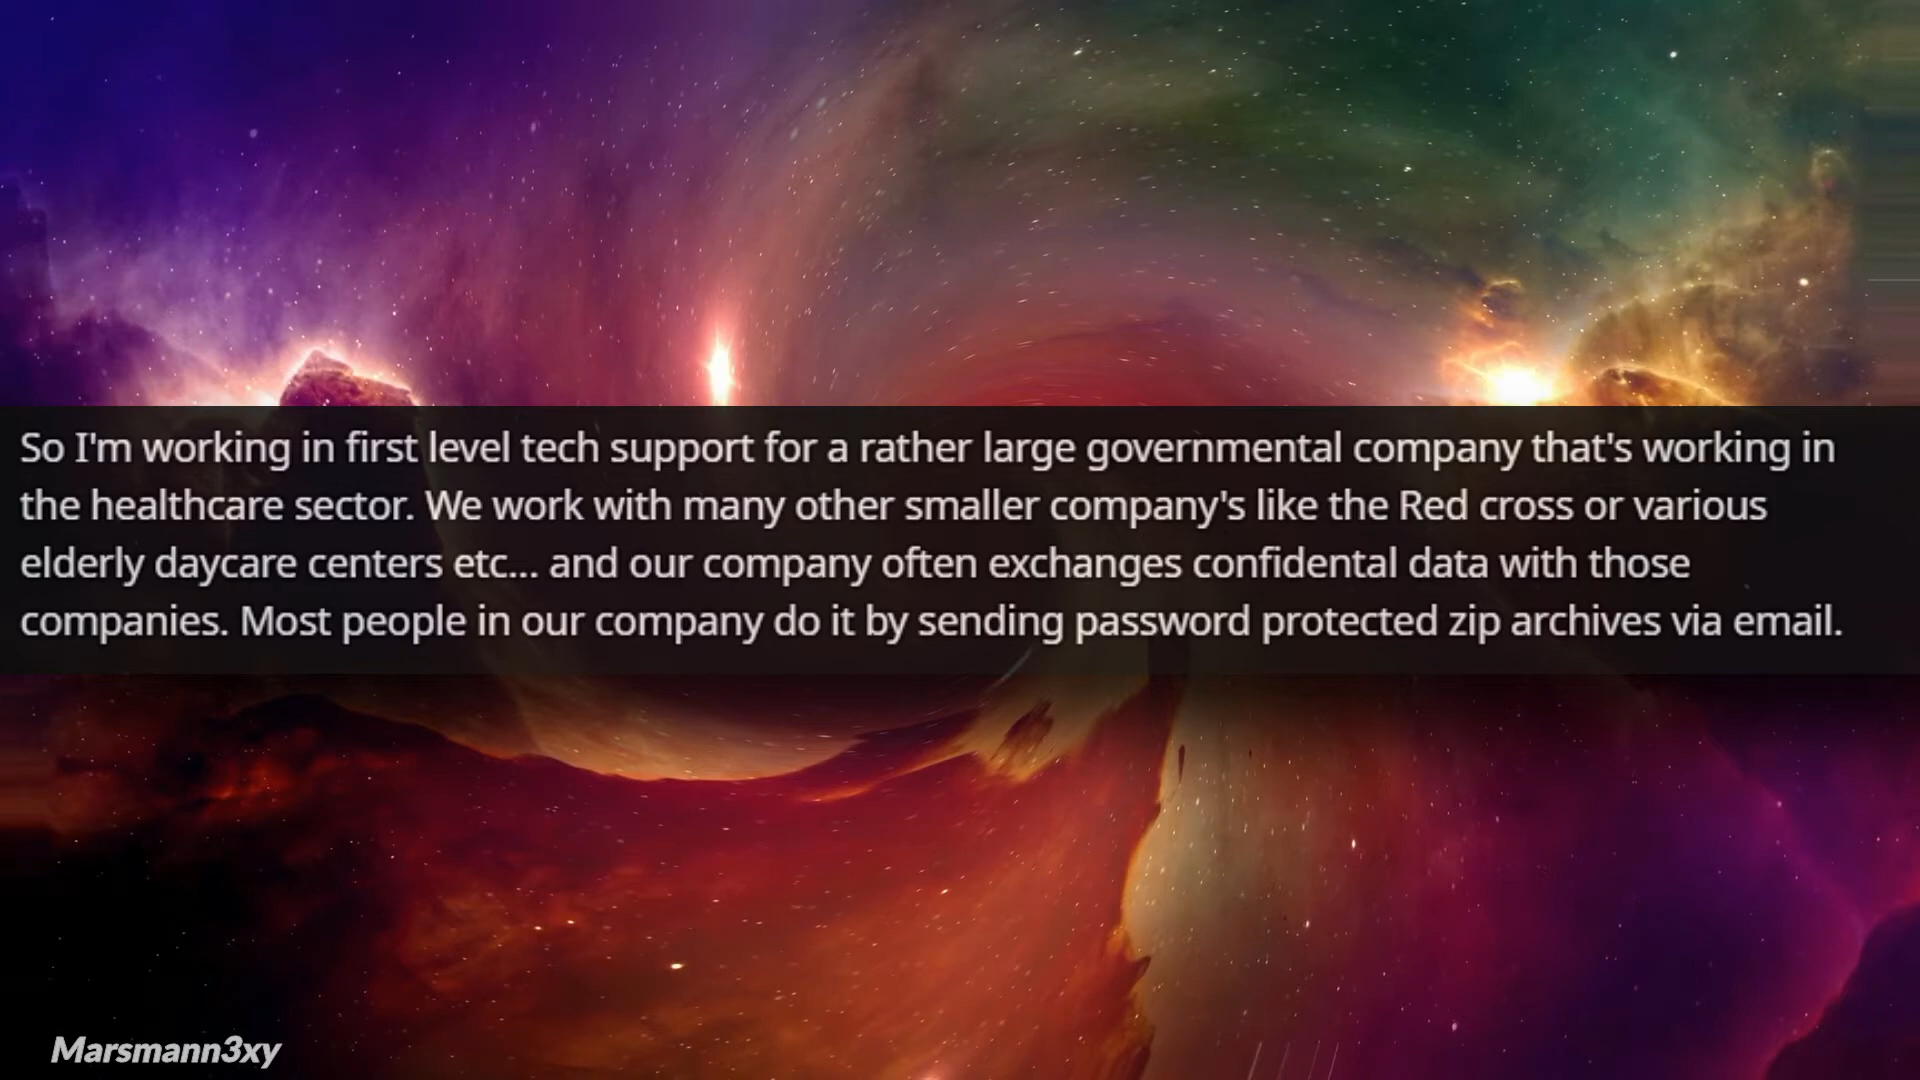 So I'm working in first level tech support for a rather large governmental company that's working in
the healthcare sector. We work with many other smaller company's like the Red cross or various
elderly daycare centers etc... and our company often exchanges confidental data with those
companies. Most people in our company do it by sending password protected zip archives via email.
Marsmann3xy